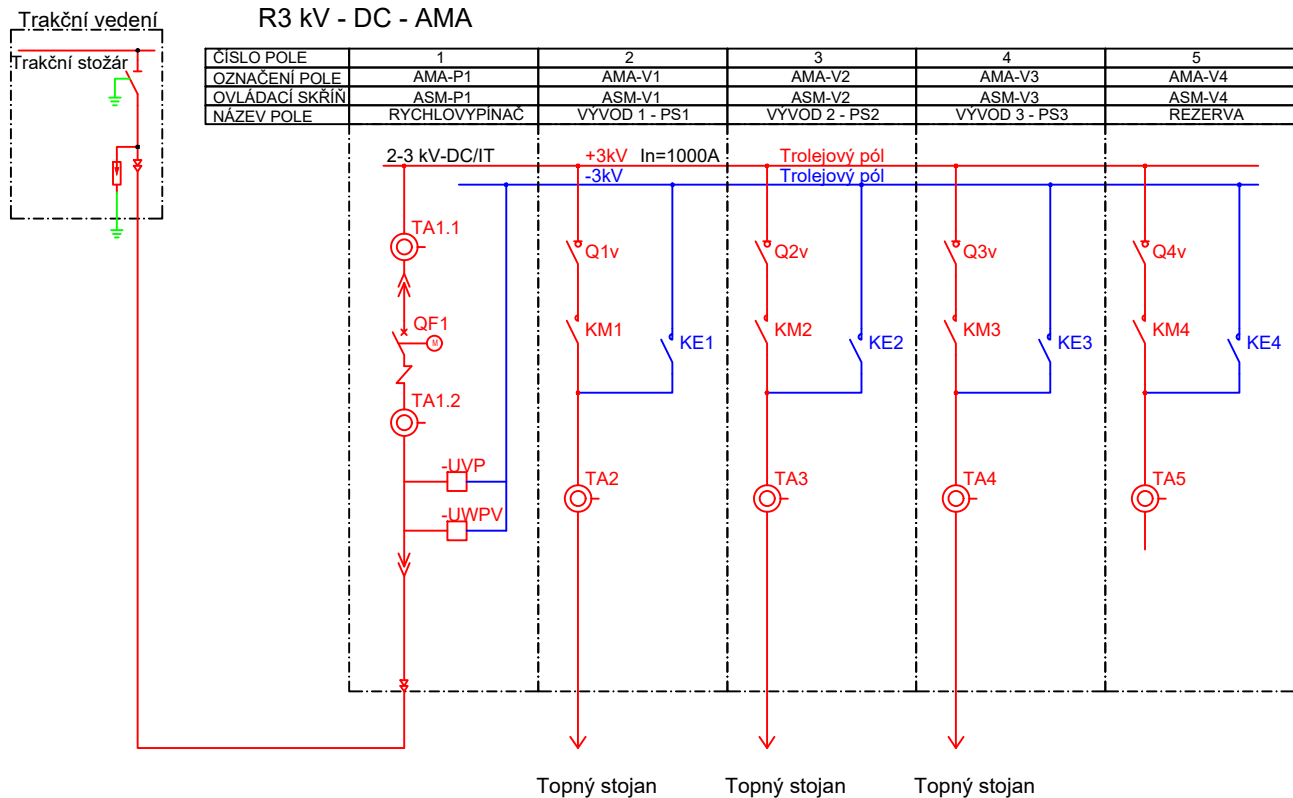 Trakční vedení
R3 kV - DC - AMA
Trakční stožár
ČÍSLO POLE 1 2 3 4 5
OZNAČENÍ POLE AMA-P1 AMA-V1 AMA-V2 AMA-V3 AMA-V4
OVLÁDACÍ SKŘÍŇ ASM-P1 ASM-V1 ASM-V2 ASM-V3 ASM-V4
NÁZEV POLE RYCHLOVYPÍNAČ VÝVOD 1 - PS1 VÝVOD 2 - PS2 VÝVOD 3 - PS3 REZERVA
2-3 kV-DC/IT +3kV In=1000A Trolejový pól
-3kV Trolejový pól
TA1.1
Q1v Q2v Q3v Q4v
QF1 KM1 KM2 KM3 KM4
M KE1 KE2 KE3 KE4
TA1.2
-UVP TA2 TA3 TA4 TA5
-UWPV
Topný stojan Topný stojan Topný stojan